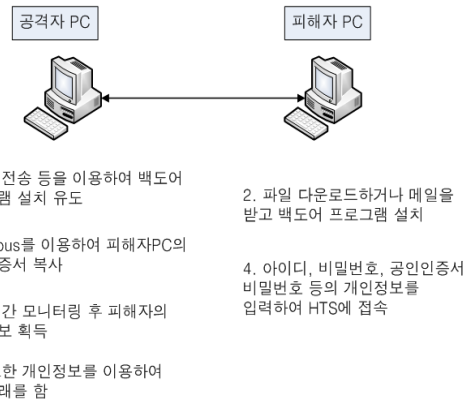 공격자 PC
피해자 PC
전송 등을 이용하여 백도어
램 설치 유도
2. 파일 다운로드하거나 메일을
받고 백도어 프로그램 설치
bus를 이용하여 피해자PC의
증서 복사
4. 아이디, 비밀번호, 공인인증서
비밀번호 등의 개인정보를
입력하여 HTS에 접속
간 모니터링 후 피해자의
보 획득
한 개인정보를 이용하여
래를 함